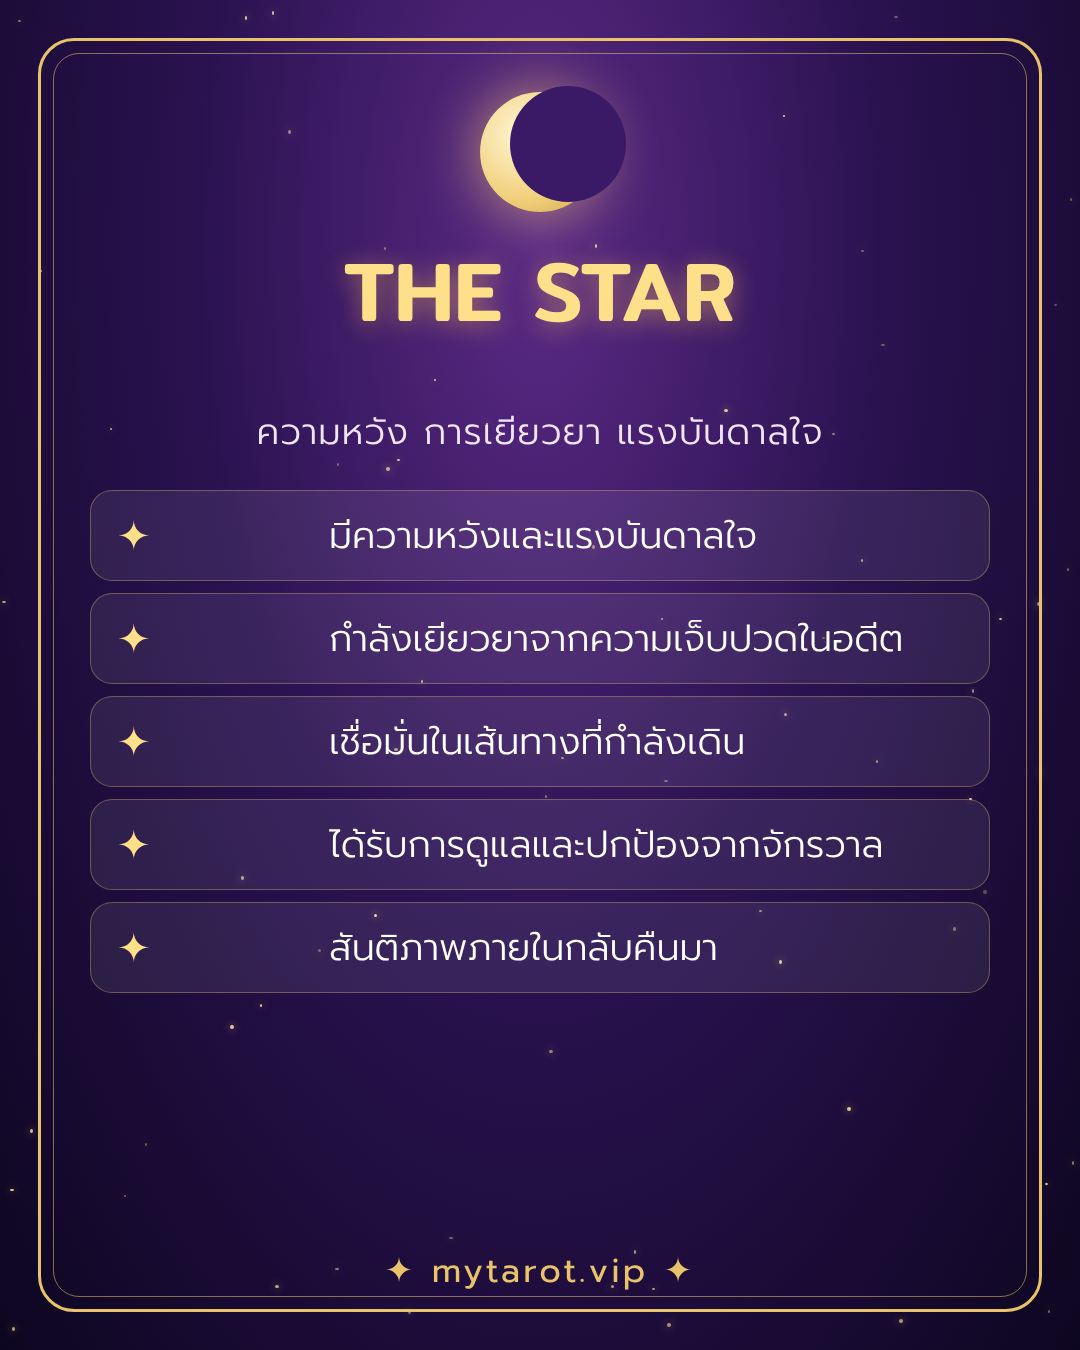 THE STAR
ความหวัง การเยียวยา แรงบันดาลใจ
✦ มีความหวังและแรงบันดาลใจ
✦ กำลังเยียวยาจากความเจ็บปวดในอดีต
✦ เชื่อมั่นในเส้นทางที่กำลังเดิน
✦ ได้รับการดูแลและปกป้องจากจักรวาล
✦ สันติภาพภายในกลับคืนมา
✦ mytarot.vip ✦